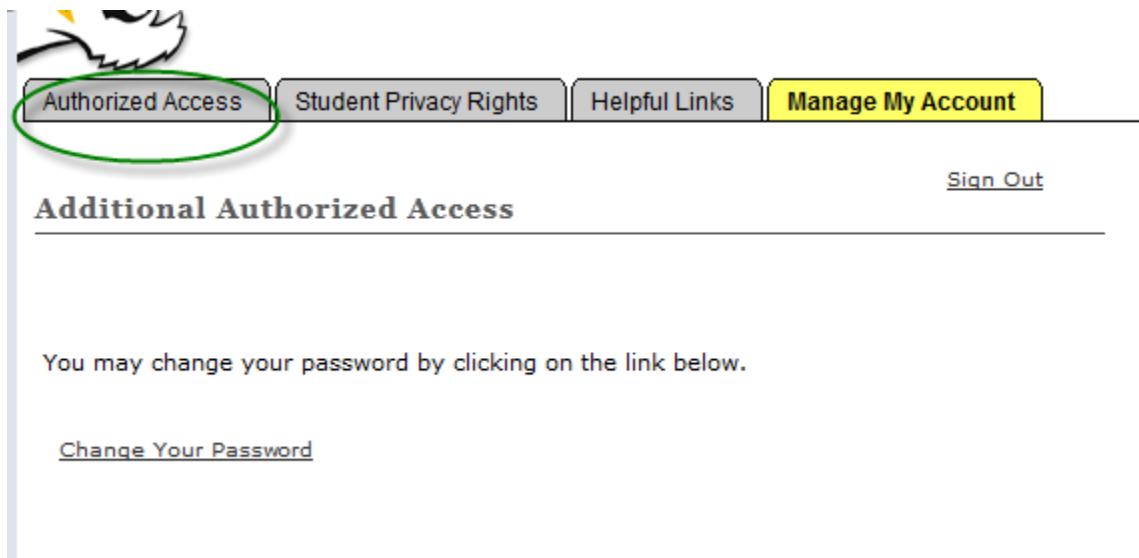 Authorized Access Student Privacy Rights Helpful Links Manage My Account
Sign Out
Additional Authorized Access
You may change your password by clicking on the link below.
Change Your Password